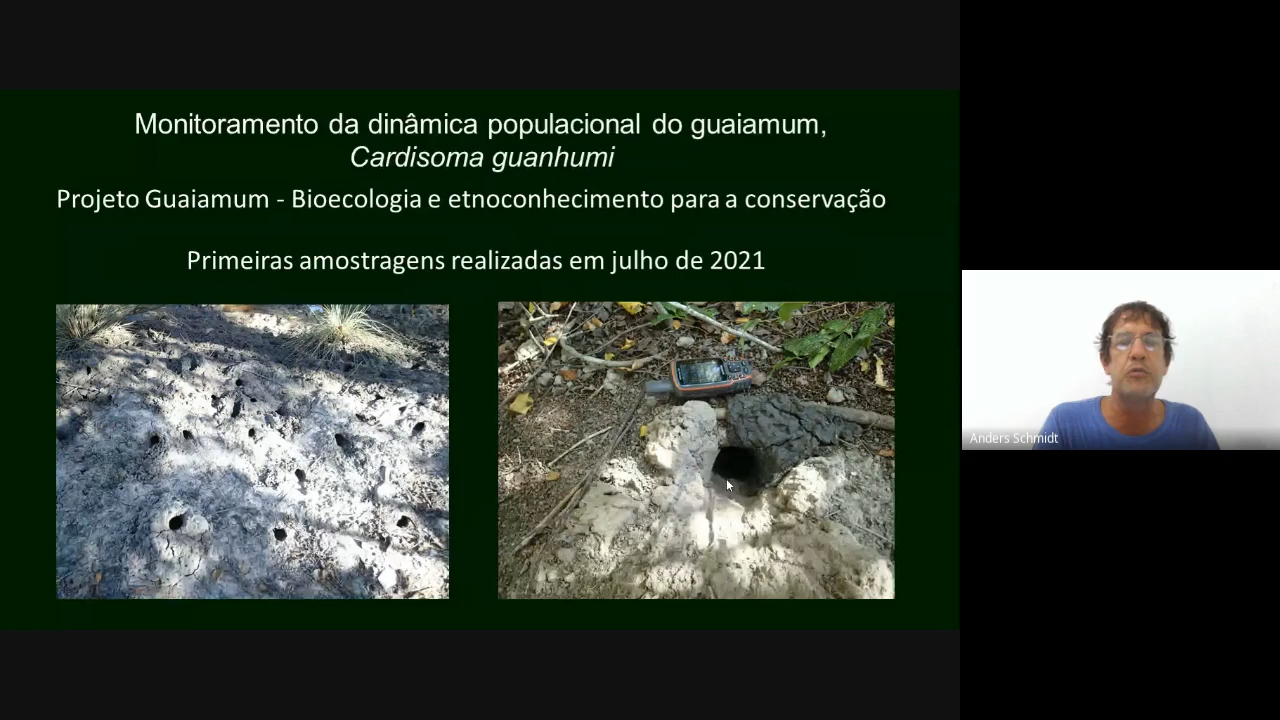 Monitoramento da dinâmica populacional do guaiamum,
Cardisoma guanhumi
Projeto Guaiamum - Bioecologia e etnoconhecimento para a conservação
Primeiras amostragens realizadas em julho de 2021
Anders Schmidt